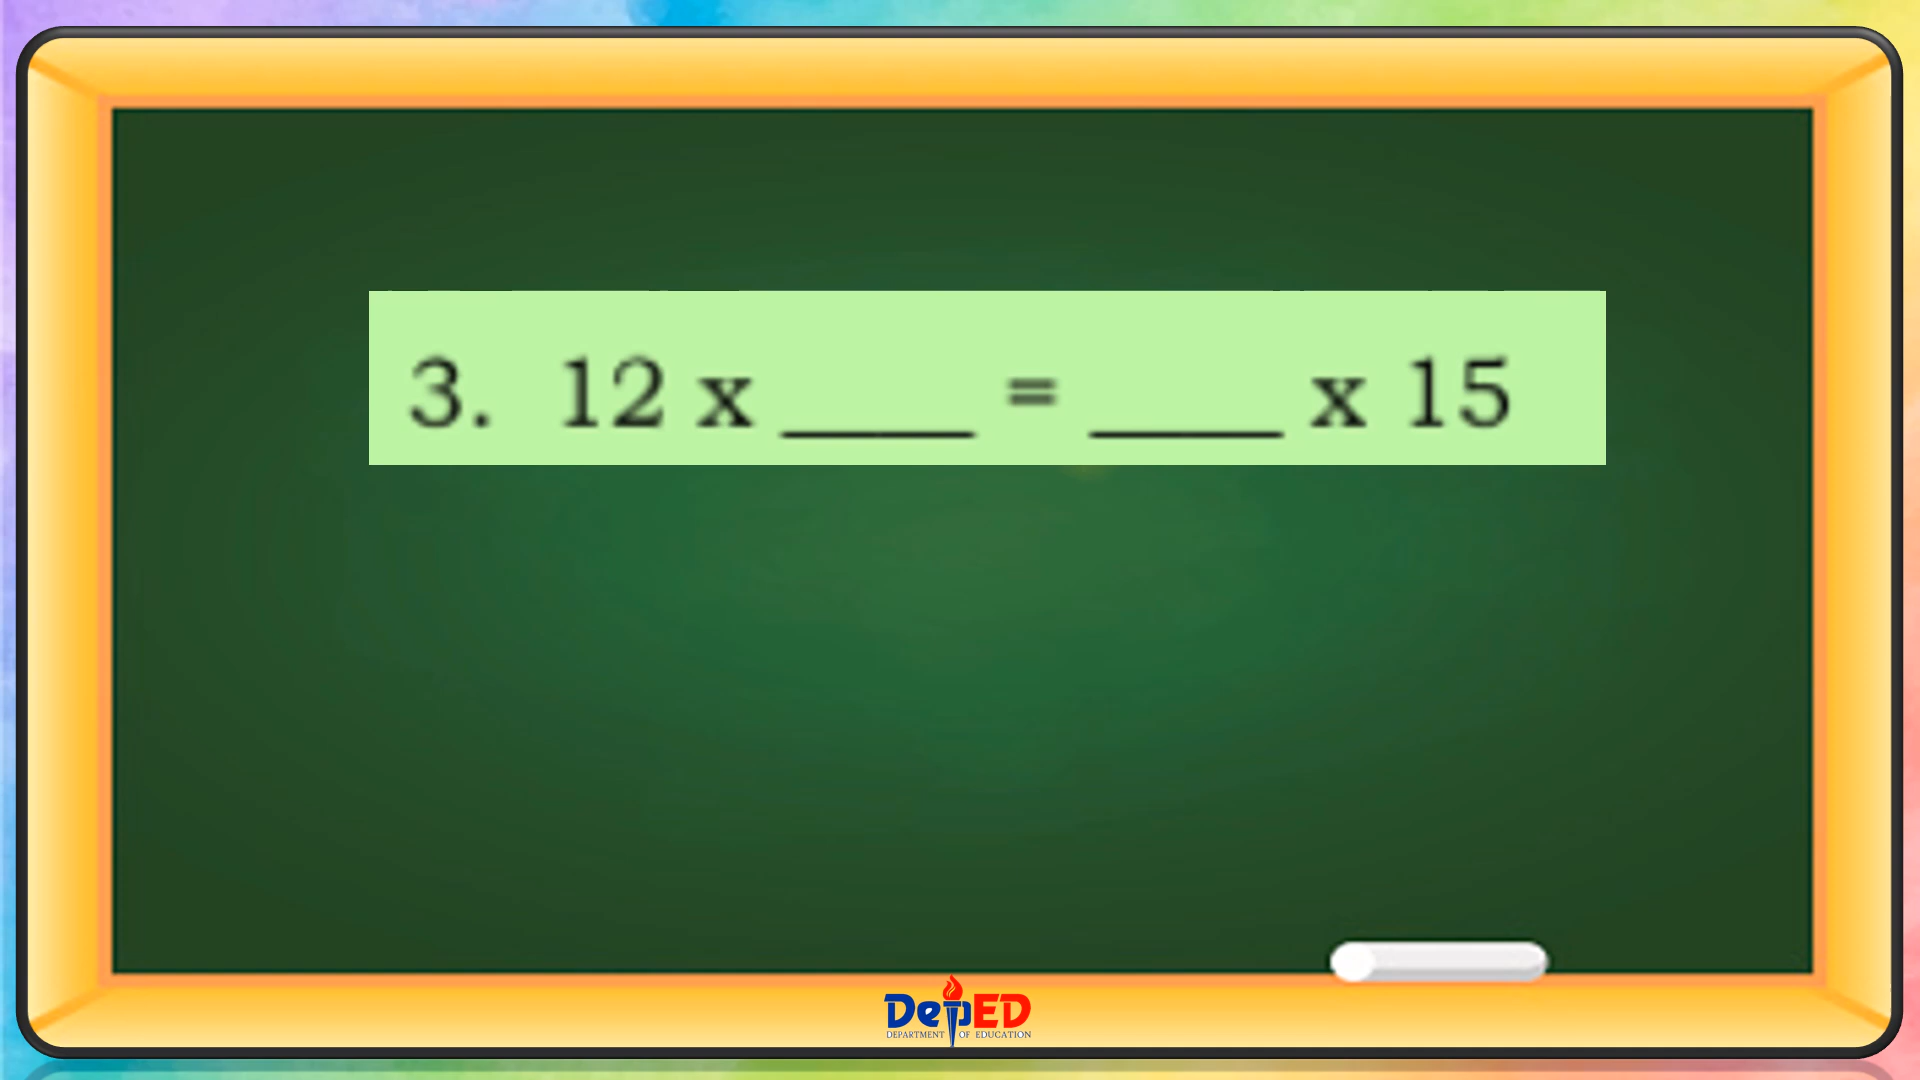 3. 12 x ____ = ____ x 15
DepED
DEPARTMENT OF EDUCATION